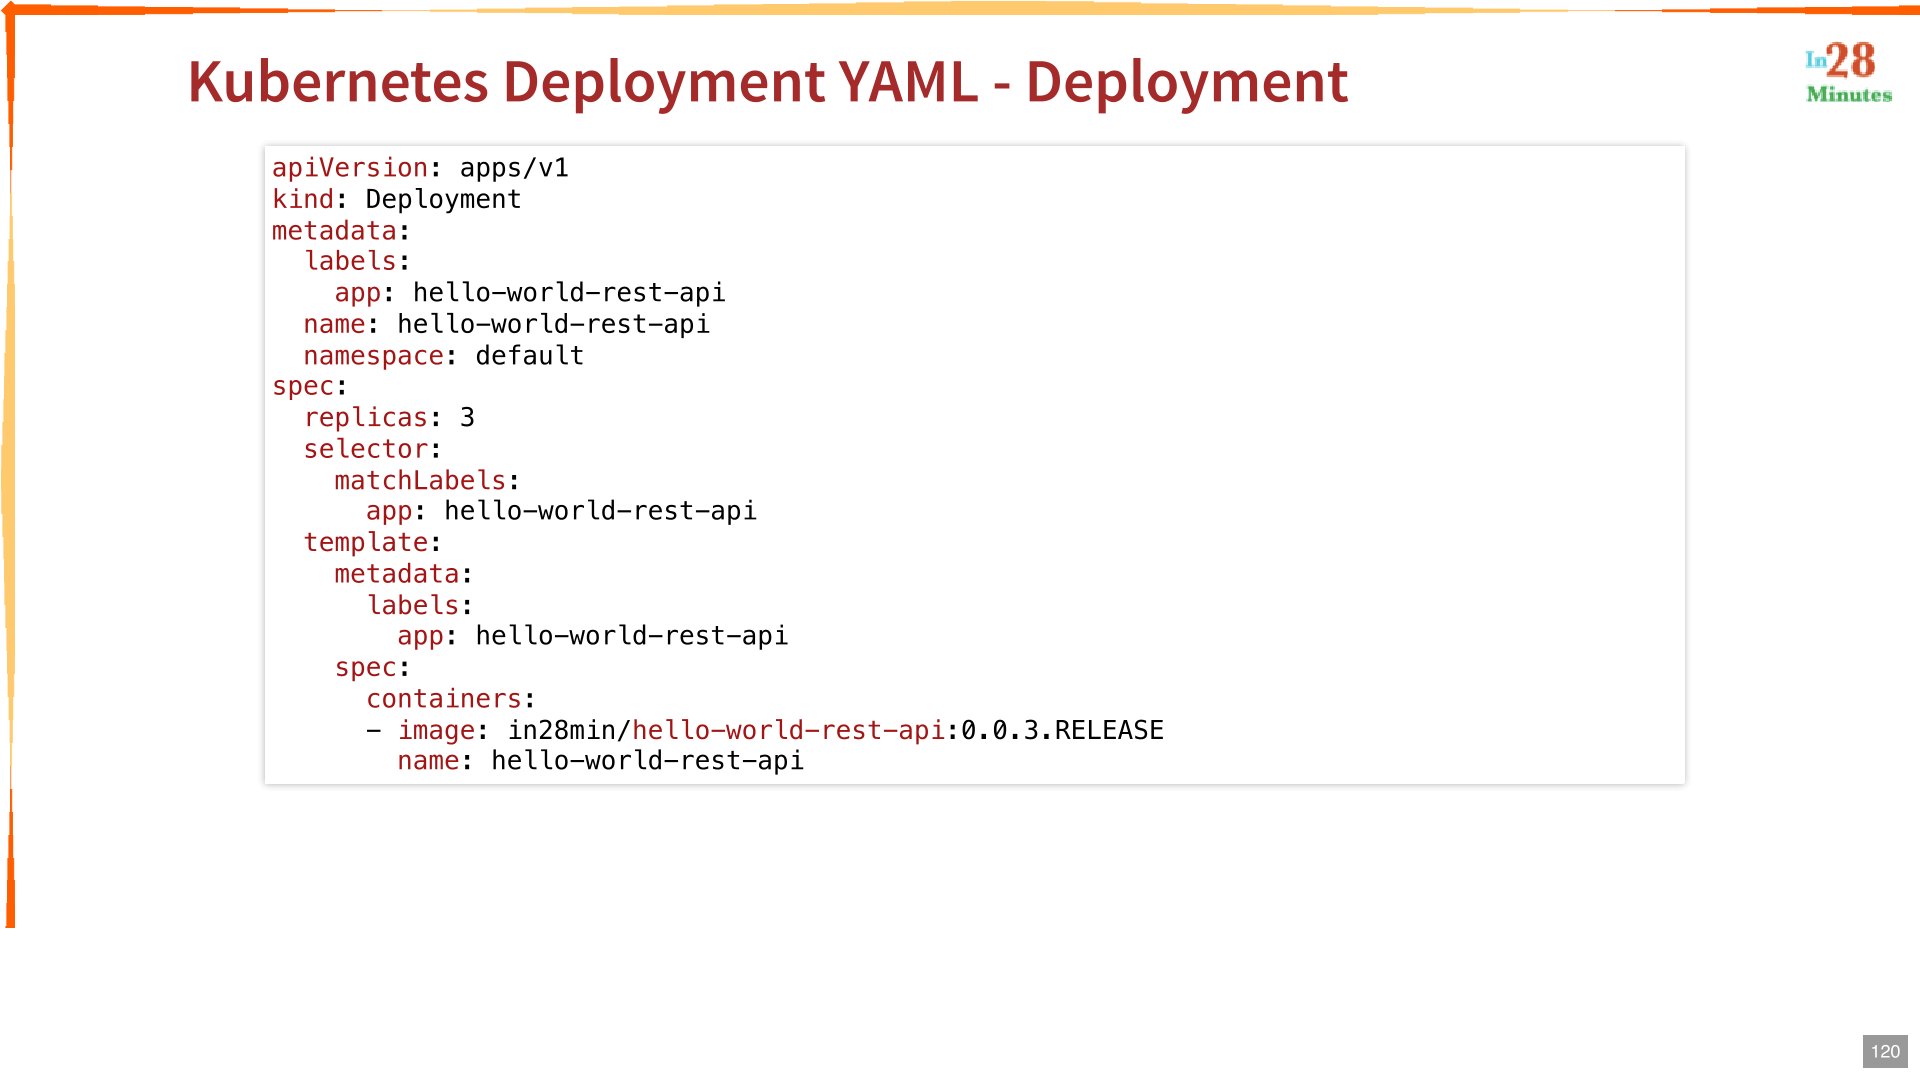 Kubernetes Deployment YAML - Deployment
In28
Minutes
apiVersion: apps/v1
kind: Deployment
metadata:
  labels:
    app: hello-world-rest-api
  name: hello-world-rest-api
  namespace: default
spec:
  replicas: 3
  selector:
    matchLabels:
      app: hello-world-rest-api
  template:
    metadata:
      labels:
        app: hello-world-rest-api
    spec:
      containers:
      - image: in28min/hello-world-rest-api:0.0.3.RELEASE
        name: hello-world-rest-api
120